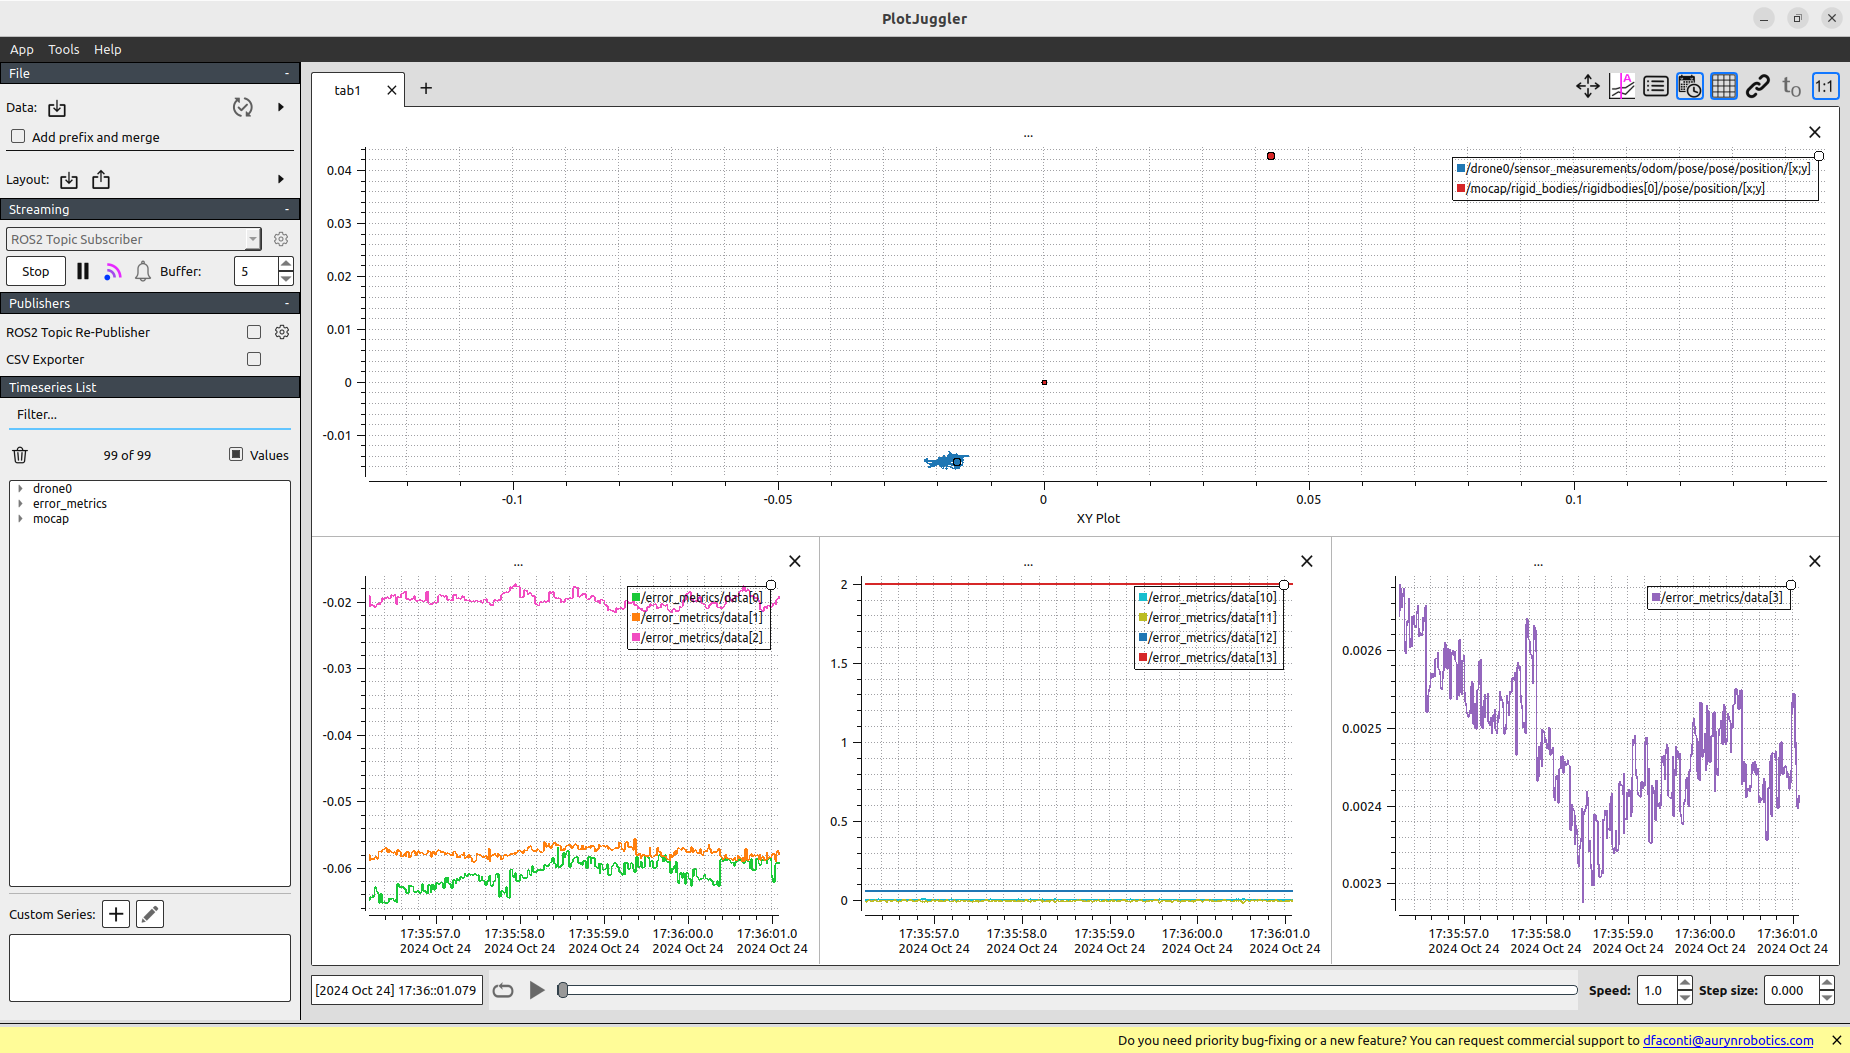 PlotJuggler
App Tools Help
File -
Data:
Add prefix and merge
Layout:
Streaming -
ROS2 Topic Subscriber
Stop Buffer: 5
Publishers -
ROS2 Topic Re-Publisher
CSV Exporter
Timeseries List
Filter...
99 of 99 Values
drone0
error_metrics
mocap
Custom Series:
tab1
A
t0 1:1
...
/drone0/sensor_measurements/odom/pose/pose/position/[x;y]
/mocap/rigid_bodies/rigidbodies[0]/pose/position/[x;y]
0.04
0.03
0.02
0.01
0
-0.01
-0.1 -0.05 0 0.05 0.1
XY Plot
...
/error_metrics/data[0]
/error_metrics/data[1]
/error_metrics/data[2]
-0.02
-0.03
-0.04
-0.05
-0.06
17:35:57.0 17:35:58.0 17:35:59.0 17:36:00.0 17:36:01.0
2024 Oct 24 2024 Oct 24 2024 Oct 24 2024 Oct 24 2024 Oct 24
...
/error_metrics/data[10]
/error_metrics/data[11]
/error_metrics/data[12]
/error_metrics/data[13]
2
1.5
1
0.5
0
17:35:57.0 17:35:58.0 17:35:59.0 17:36:00.0 17:36:01.0
2024 Oct 24 2024 Oct 24 2024 Oct 24 2024 Oct 24 2024 Oct 24
...
/error_metrics/data[3]
0.0026
0.0025
0.0024
0.0023
17:35:57.0 17:35:58.0 17:35:59.0 17:36:00.0 17:36:01.0
2024 Oct 24 2024 Oct 24 2024 Oct 24 2024 Oct 24 2024 Oct 24
[2024 Oct 24] 17:36::01.079 Speed: 1.0 Step size: 0.000
Do you need priority bug-fixing or a new feature? You can request commercial support to dfaconti@aurynrobotics.com